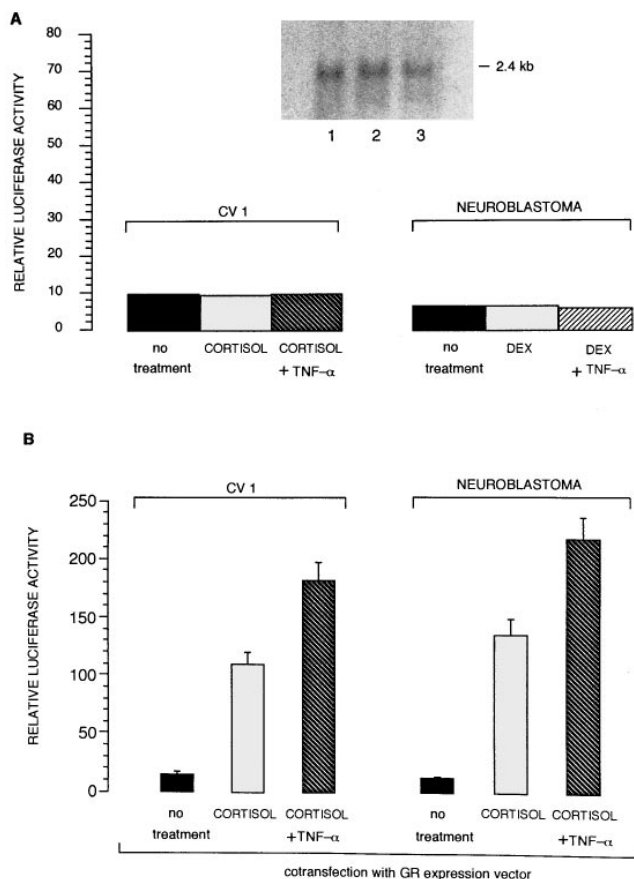 A
RELATIVE LUCIFERASE ACTIVITY
80
70
60
50
40
30
20
10
0
– 2.4 kb
1 2 3
CV 1
NEUROBLASTOMA
no treatment
CORTISOL
CORTISOL + TNF-α
no treatment
DEX
DEX + TNF-α
B
RELATIVE LUCIFERASE ACTIVITY
250
200
150
100
50
0
CV 1
NEUROBLASTOMA
no treatment
CORTISOL
CORTISOL +TNF-α
no treatment
CORTISOL
CORTISOL +TNF-α
cotransfection with GR expression vector